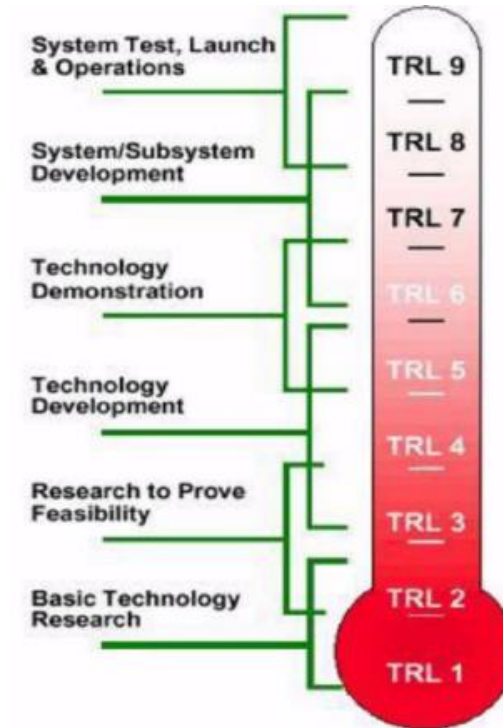 System Test, Launch
& Operations
System/Subsystem
Development
Technology
Demonstration
Technology
Development
Research to Prove
Feasibility
Basic Technology
Research
TRL 9
TRL 8
TRL 7
TRL 6
TRL 5
TRL 4
TRL 3
TRL 2
TRL 1